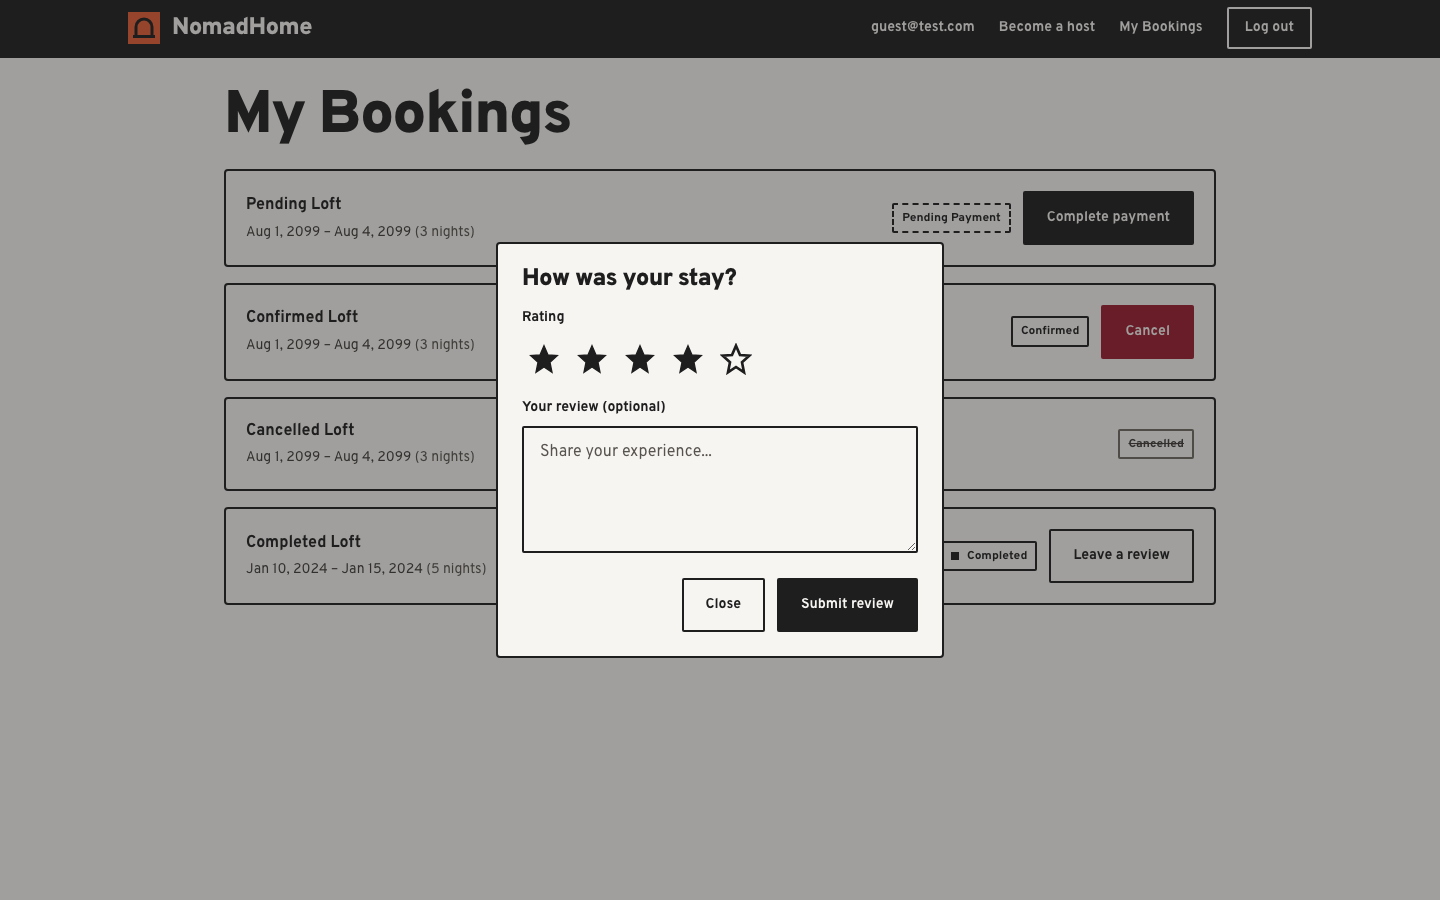 NomadHome
guest@test.com
Become a host
My Bookings
Log out
My Bookings
Pending Loft
Aug 1, 2099 – Aug 4, 2099 (3 nights)
Pending Payment
Complete payment
Confirmed Loft
Aug 1, 2099 – Aug 4, 2099 (3 nights)
Confirmed
Cancel
Cancelled Loft
Aug 1, 2099 – Aug 4, 2099 (3 nights)
Cancelled
Completed Loft
Jan 10, 2024 – Jan 15, 2024 (5 nights)
Completed
Leave a review
How was your stay?
Rating
Your review (optional)
Share your experience...
Close
Submit review